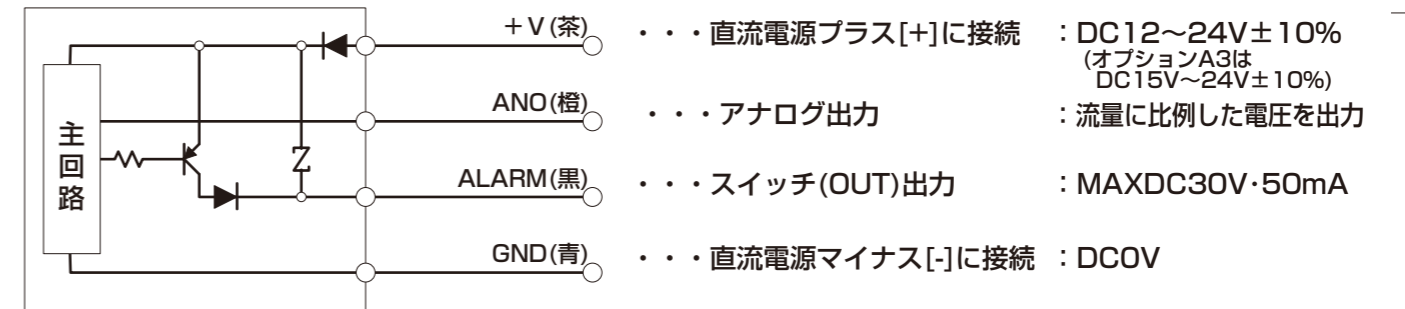 ＋V(茶) ・・・直流電源プラス[+]に接続 ：DC12〜24V±10%
(オプションA3は
DC15V〜24V±10%)
ANO(橙) ・・・アナログ出力 ：流量に比例した電圧を出力
主回路
ALARM(黒) ・・・スイッチ(OUT)出力 ：MAXDC30V･50mA
GND(青) ・・・直流電源マイナス[-]に接続 ：DC0V